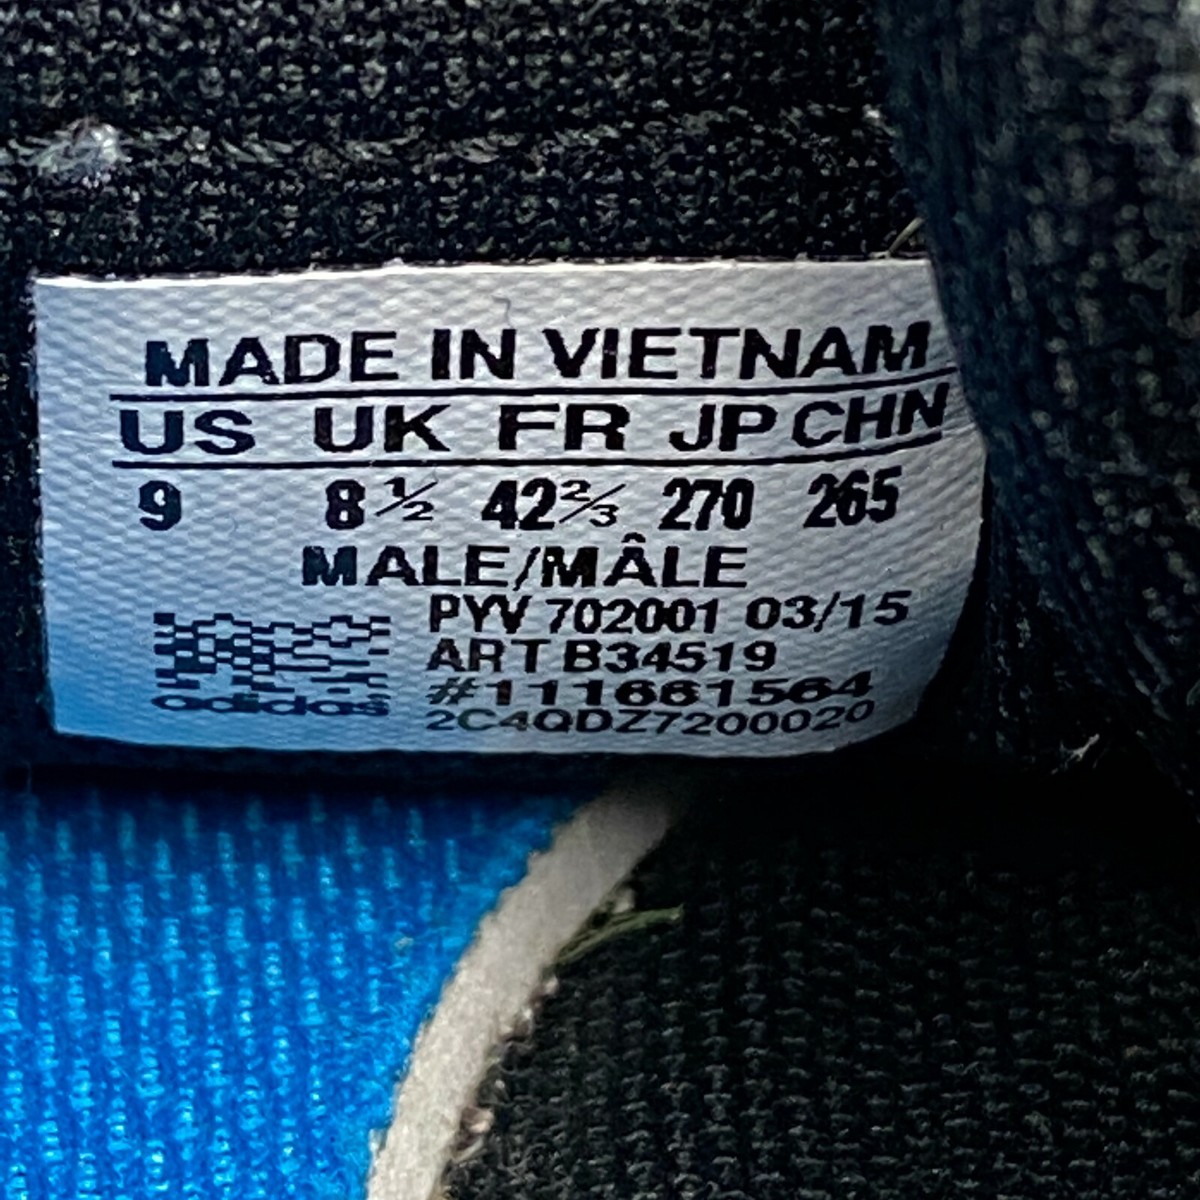 MADE IN VIETNAM
US UK FR JP CHN
9 8½ 42⅔ 270 265
MALE/MÂLE
PYV 702001 03/15
ART B34519
#111661564
adidas
2C4QDZ7200020